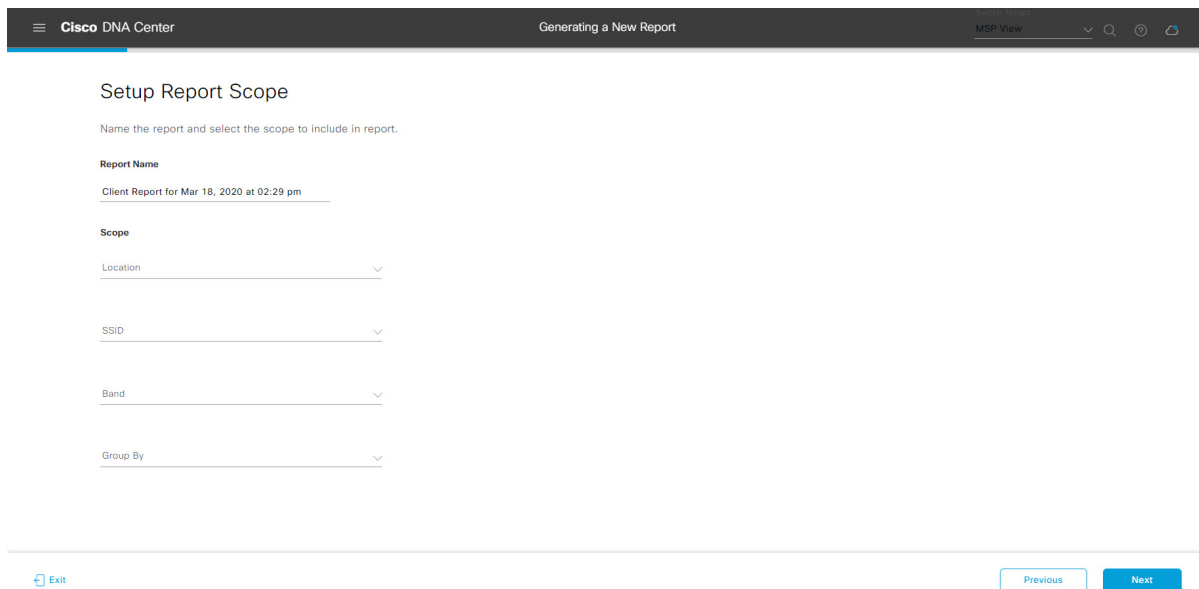 Cisco DNA Center
Generating a New Report
Switch Tenant
MSP View
Setup Report Scope
Name the report and select the scope to include in report.
Report Name
Client Report for Mar 18, 2020 at 02:29 pm
Scope
Location
SSID
Band
Group By
Exit
Previous
Next